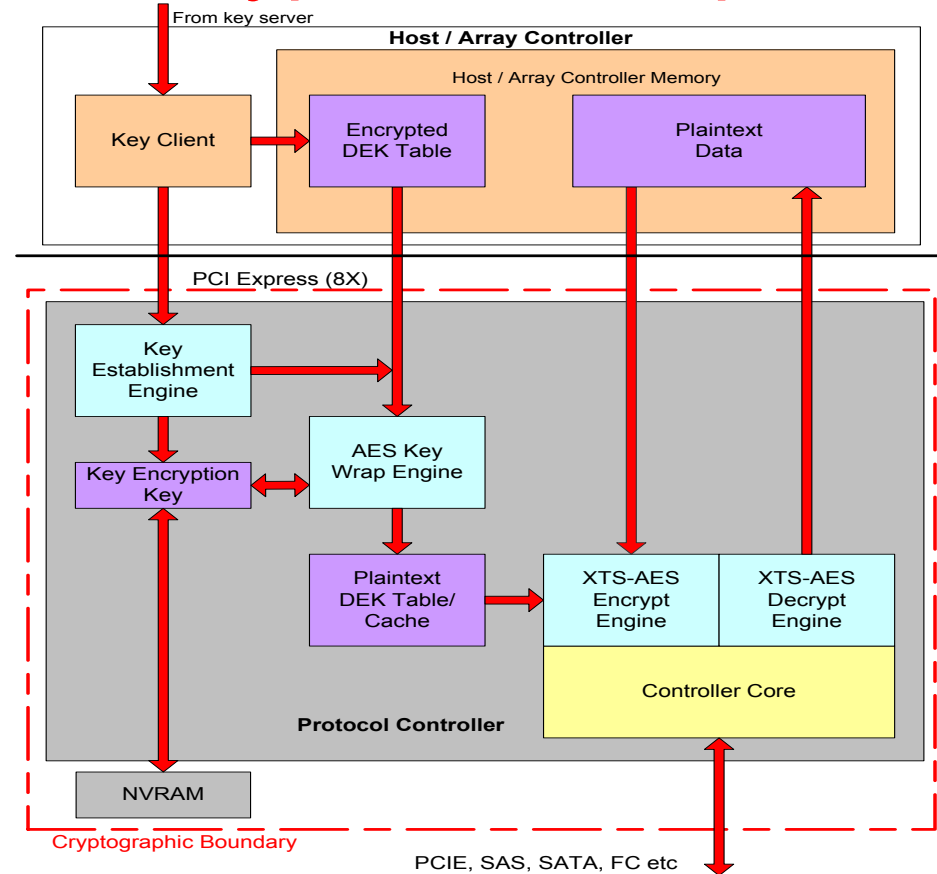 From key server
Host / Array Controller
Host / Array Controller Memory
Key Client
Encrypted
DEK Table
Plaintext
Data
PCI Express (8X)
Key
Establishment
Engine
AES Key
Wrap Engine
Key Encryption
Key
Plaintext
DEK Table/
Cache
XTS-AES
Encrypt
Engine
XTS-AES
Decrypt
Engine
Controller Core
Protocol Controller
NVRAM
Cryptographic Boundary
PCIE, SAS, SATA, FC etc